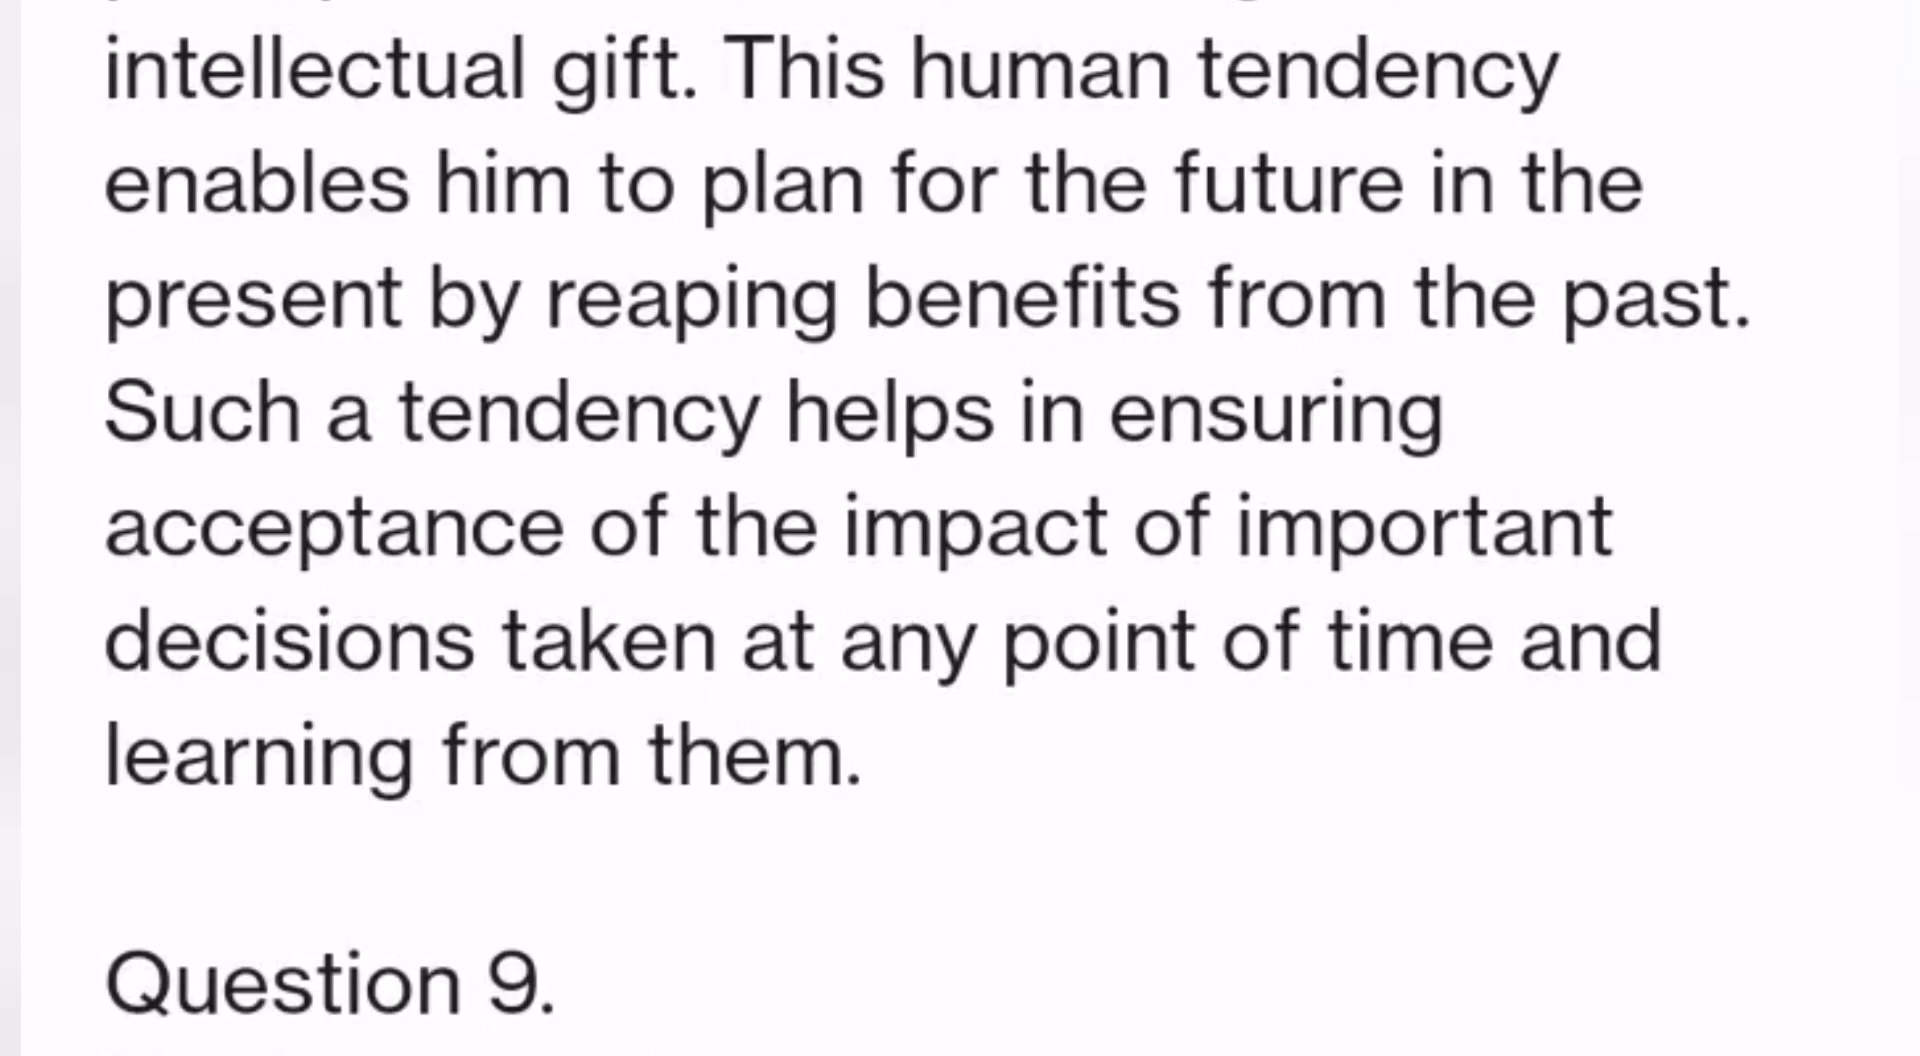 intellectual gift. This human tendency
enables him to plan for the future in the
present by reaping benefits from the past.
Such a tendency helps in ensuring
acceptance of the impact of important
decisions taken at any point of time and
learning from them.
Question 9.